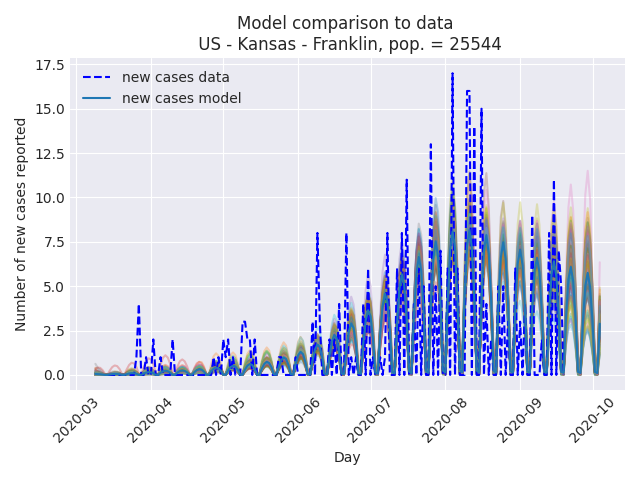 Model comparison to data
US - Kansas - Franklin, pop. = 25544
new cases data
new cases model
Number of new cases reported
17.5
15.0
12.5
10.0
7.5
5.0
2.5
0.0
2020-03
2020-04
2020-05
2020-06
2020-07
2020-08
2020-09
2020-10
Day